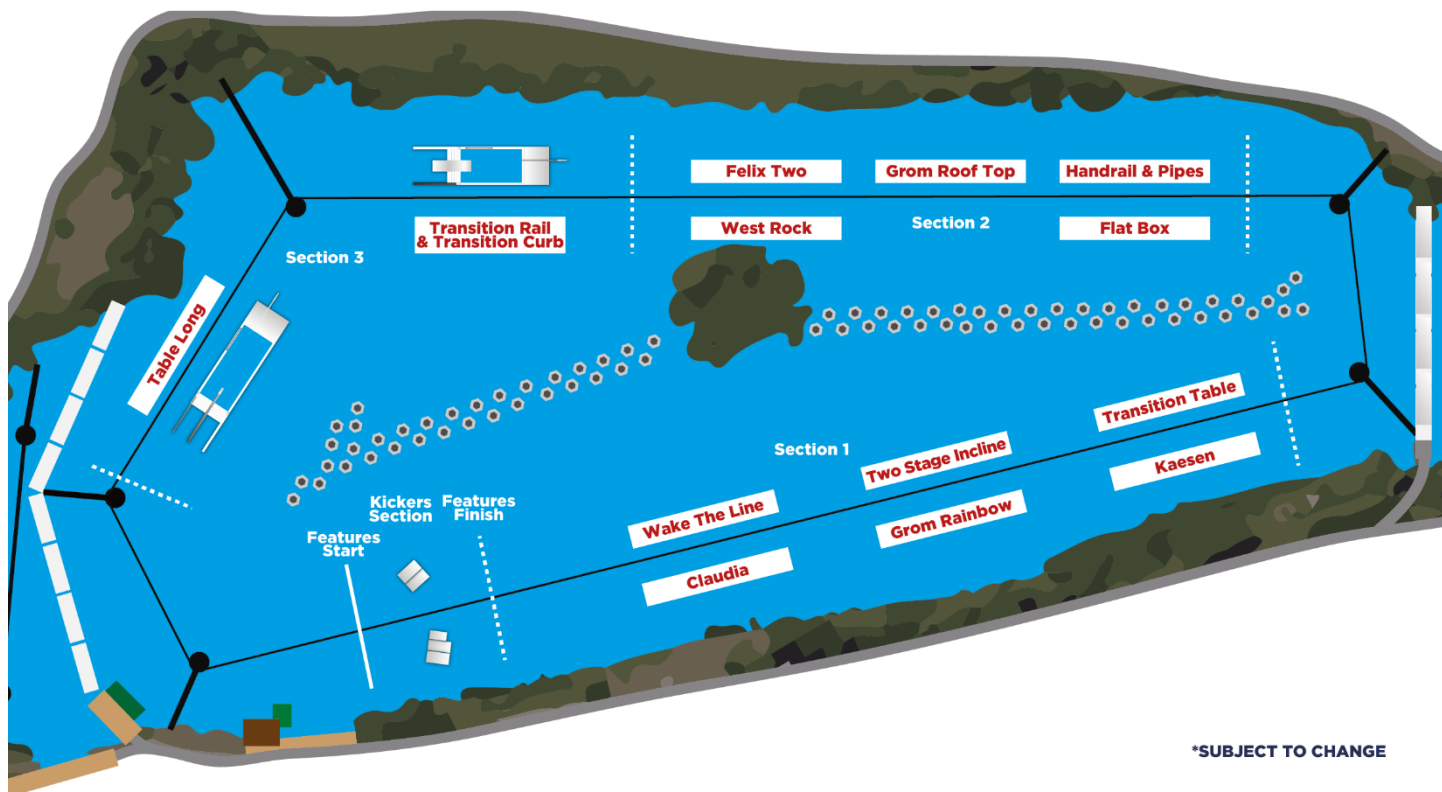 Felix Two
Grom Roof Top
Handrail & Pipes
Transition Rail
& Transition Curb
West Rock
Section 2
Flat Box
Section 3
Table Long
Transition Table
Section 1
Two Stage Incline
Kaesen
Wake The Line
Grom Rainbow
Kickers
Section
Features
Finish
Features
Start
Claudia
*SUBJECT TO CHANGE